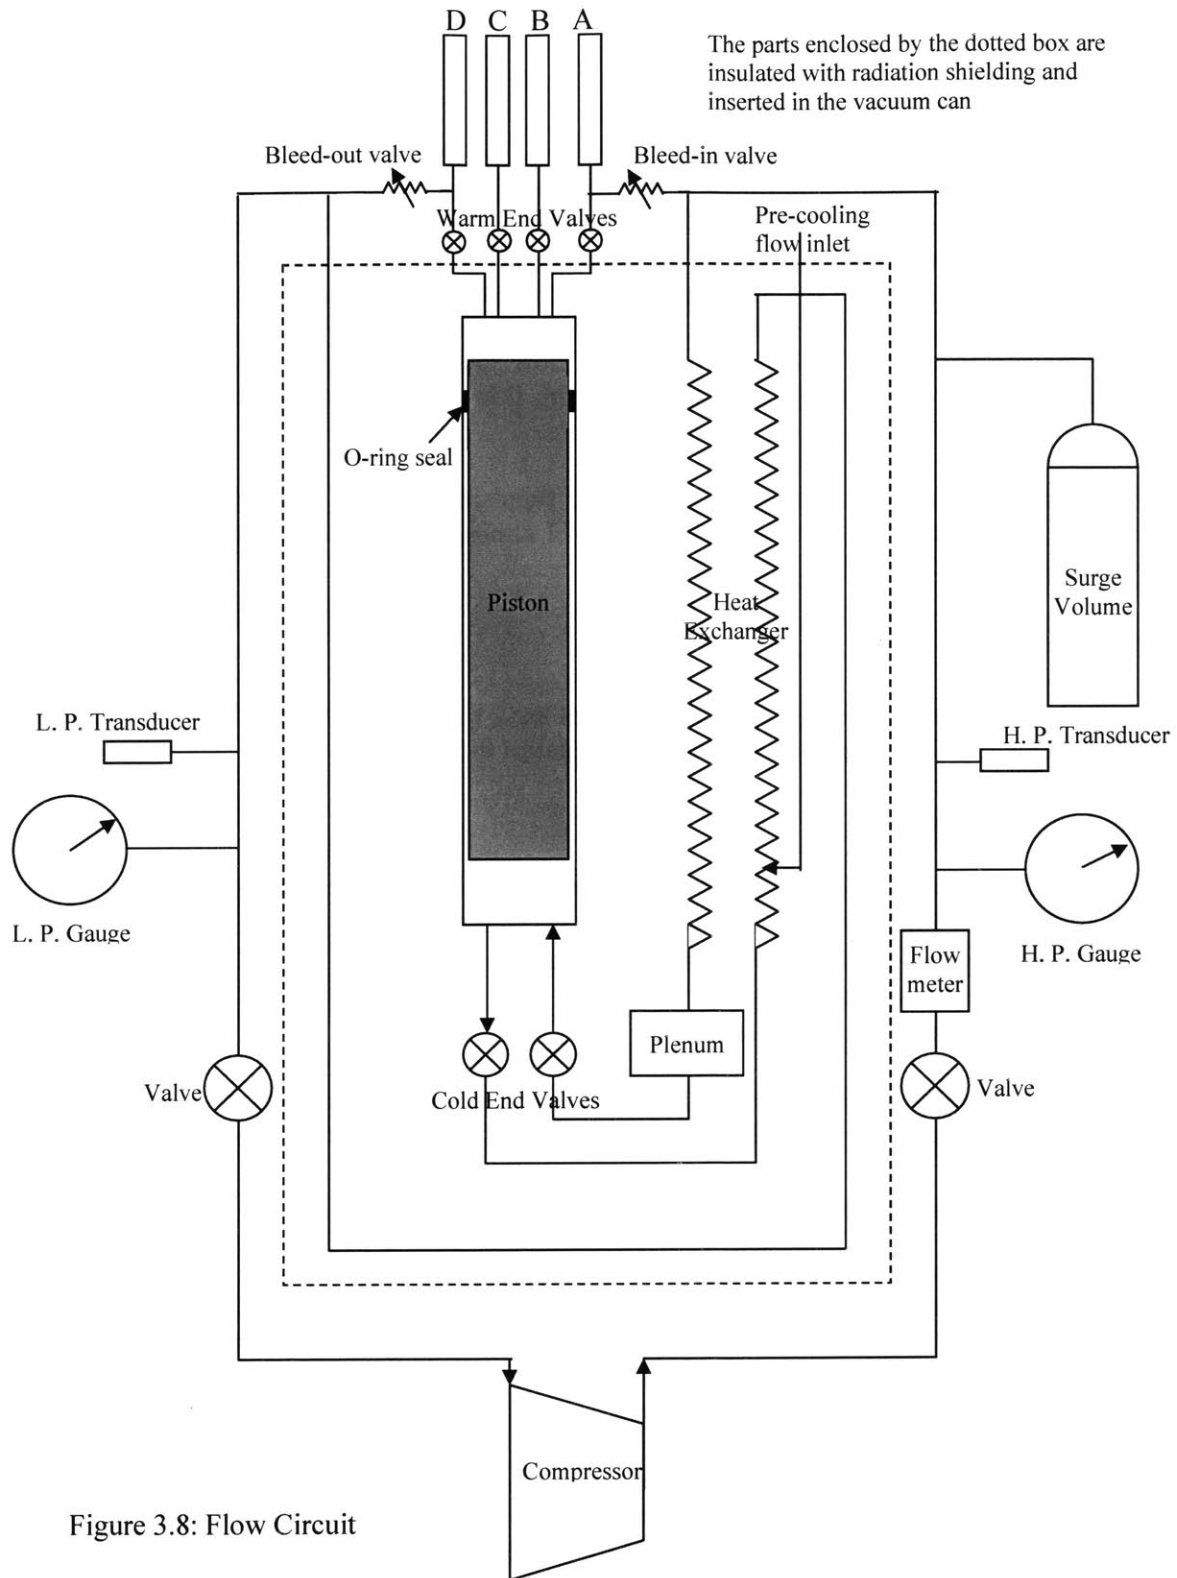 D C B A
The parts enclosed by the dotted box are
insulated with radiation shielding and
inserted in the vacuum can
Bleed-out valve
Bleed-in valve
Warm End Valves
Pre-cooling
flow inlet
O-ring seal
Piston
Heat
Exchanger
Surge
Volume
L. P. Transducer
H. P. Transducer
L. P. Gauge
H. P. Gauge
Flow
meter
Plenum
Valve
Cold End Valves
Valve
Compressor
Figure 3.8: Flow Circuit